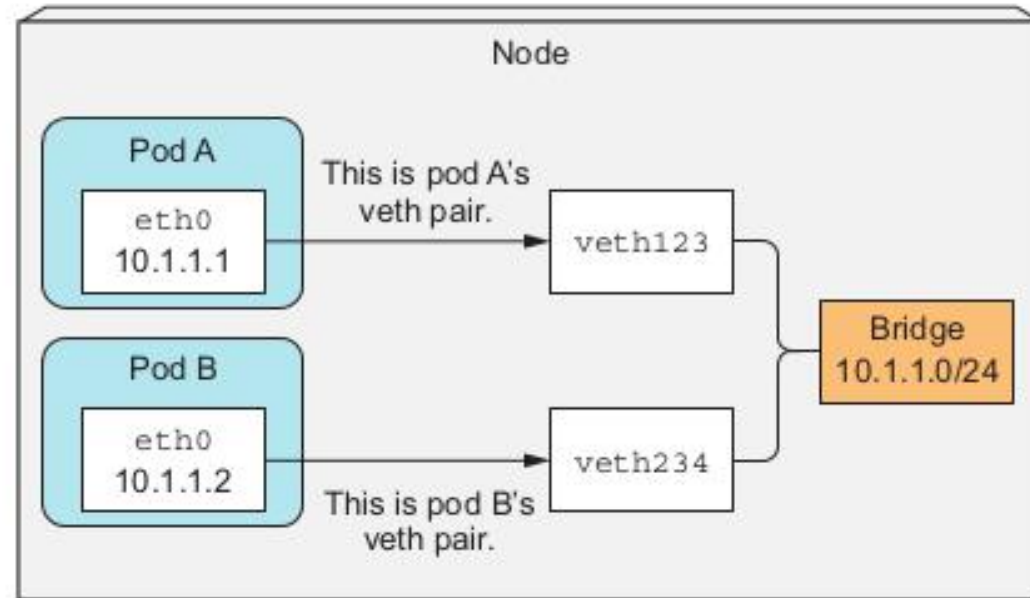 Node
Pod A
eth0
10.1.1.1
This is pod A's
veth pair.
veth123
Bridge
10.1.1.0/24
Pod B
eth0
10.1.1.2
This is pod B's
veth pair.
veth234